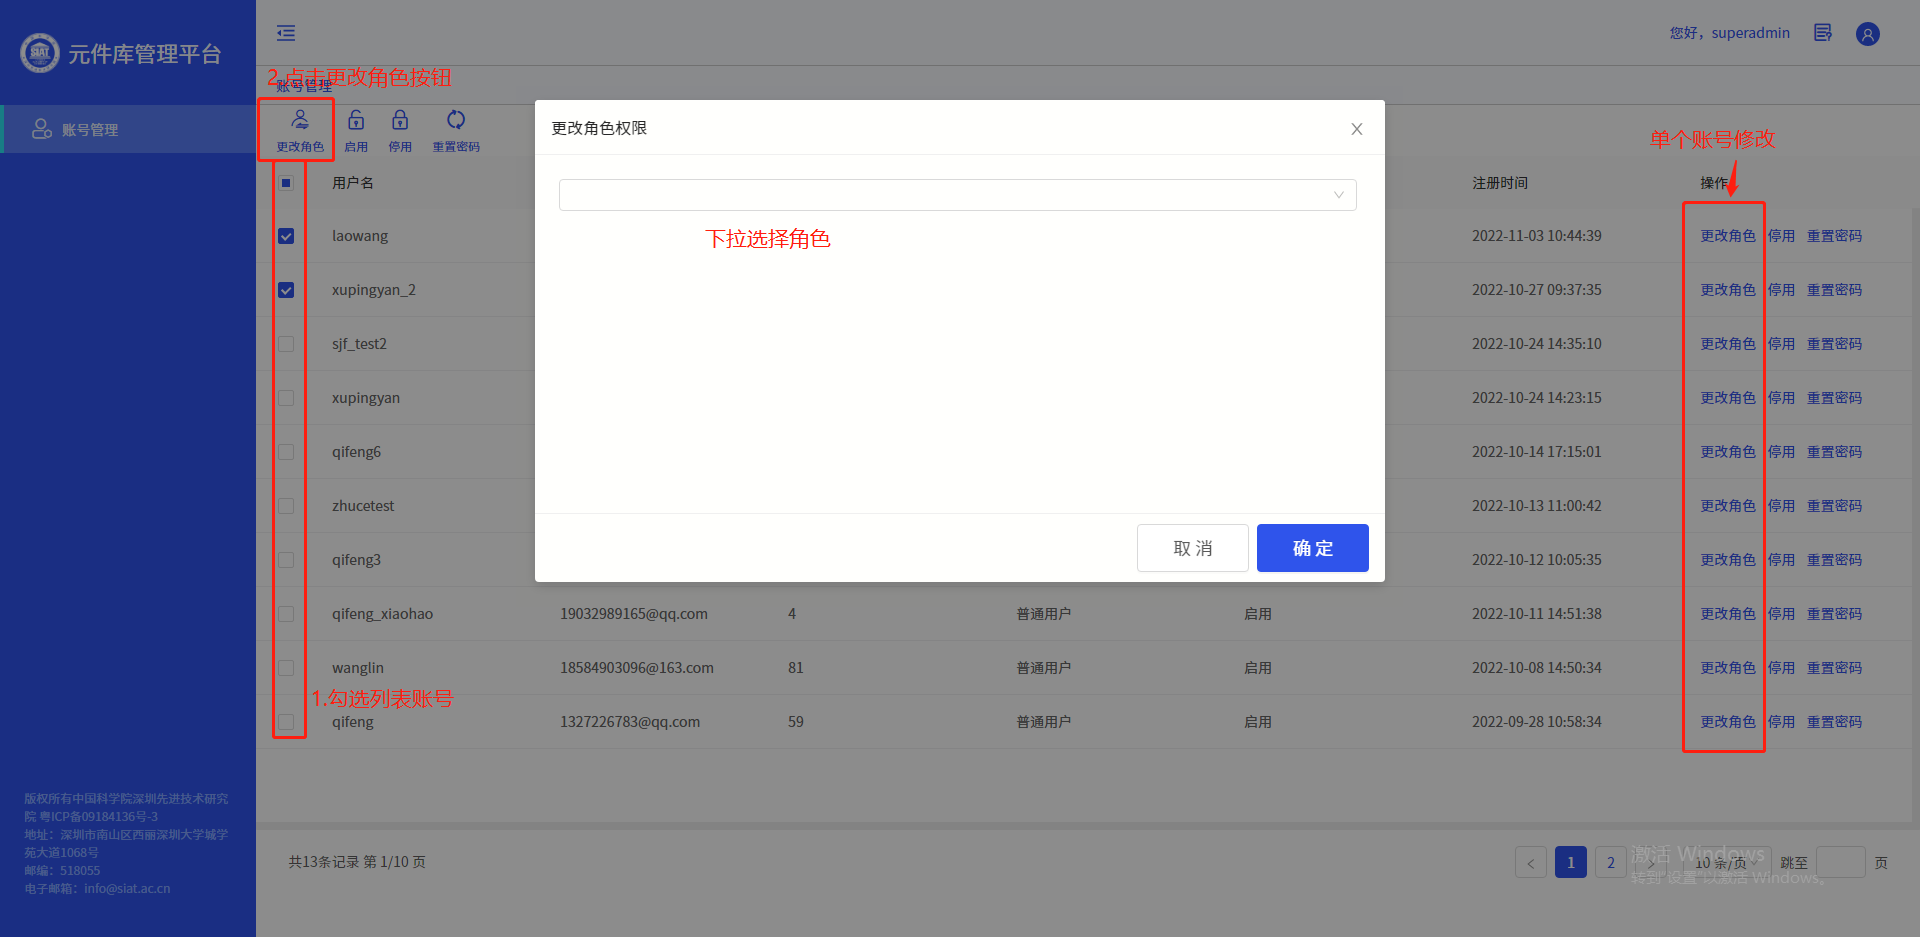 元件库管理平台
账号管理
您好，superadmin
账号管理
2.点击更改角色按钮
更改角色 启用 停用 重置密码
更改角色权限
下拉选择角色
取消 确定
单个账号修改
用户名 注册时间 操作
laowang 2022-11-03 10:44:39 更改角色 停用 重置密码
xupingyan_2 2022-10-27 09:37:35 更改角色 停用 重置密码
sjf_test2 2022-10-24 14:35:10 更改角色 停用 重置密码
xupingyan 2022-10-24 14:23:15 更改角色 停用 重置密码
qifeng6 2022-10-14 17:15:01 更改角色 停用 重置密码
zhucetest 2022-10-13 11:00:42 更改角色 停用 重置密码
qifeng3 2022-10-12 10:05:35 更改角色 停用 重置密码
qifeng_xiaohao 19032989165@qq.com 4 普通用户 启用 2022-10-11 14:51:38 更改角色 停用 重置密码
wanglin 18584903096@163.com 81 普通用户 启用 2022-10-08 14:50:34 更改角色 停用 重置密码
1.勾选列表账号
qifeng 1327226783@qq.com 59 普通用户 启用 2022-09-28 10:58:34 更改角色 停用 重置密码
版权所有中国科学院深圳先进技术研究
院 粤ICP备09184136号-3
地址：深圳市南山区西丽深圳大学城学
苑大道1068号
邮编：518055
电子邮箱：info@siat.ac.cn
共13条记录 第 1/10 页
< 1 2 > 10 条/页 跳至 页
激活 Windows
转到"设置"以激活 Windows。